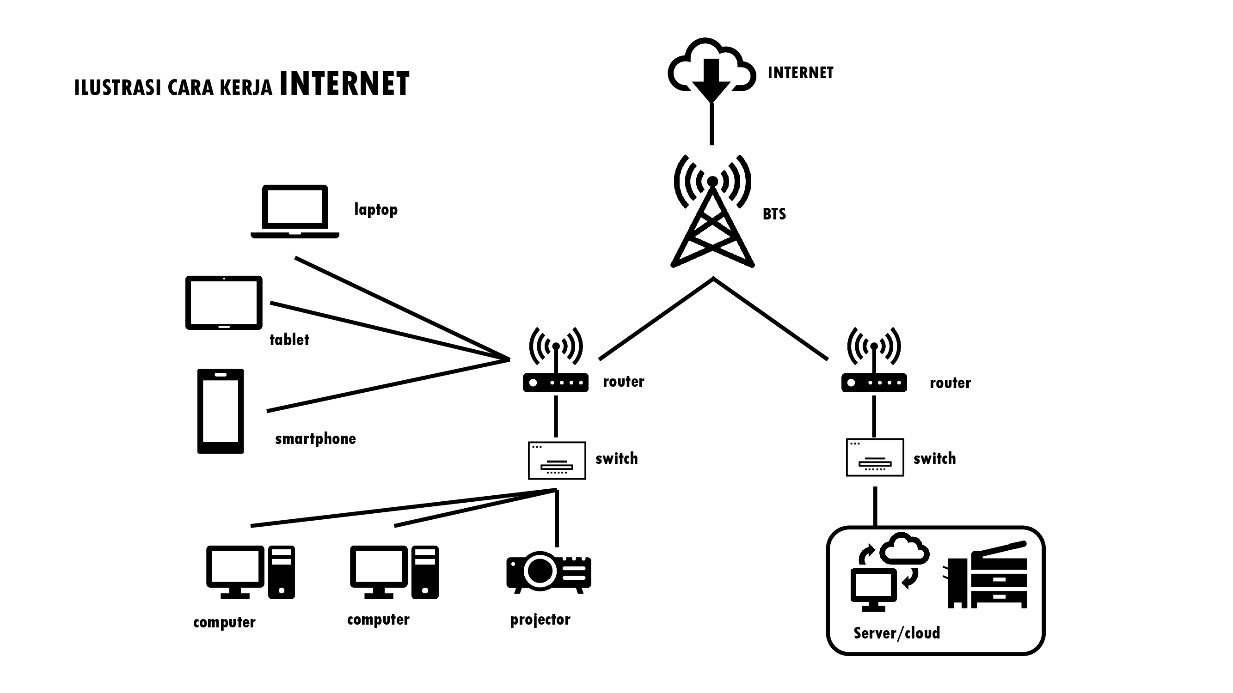 ILUSTRASI CARA KERJA INTERNET
INTERNET
BTS
laptop
tablet
smartphone
router
router
switch
switch
computer
computer
projector
Server/cloud